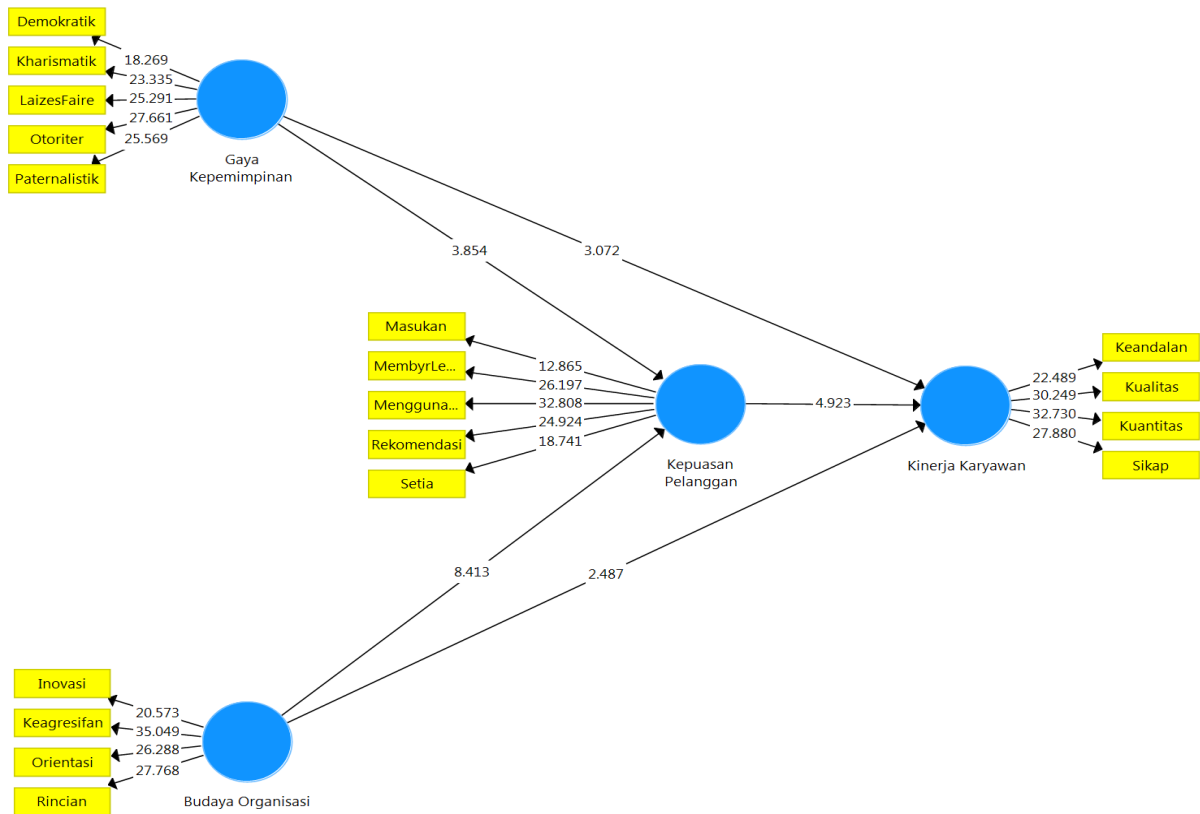 Demokratik
Kharismatik
LaizesFaire
Otoriter
Paternalistik
18.269
23.335
25.291
27.661
25.569
Gaya
Kepemimpinan
3.854
3.072
Masukan
MembyrLe...
Mengguna...
Rekomendasi
Setia
12.865
26.197
32.808
24.924
18.741
Kepuasan
Pelanggan
4.923
Kinerja Karyawan
22.489
30.249
32.730
27.880
Keandalan
Kualitas
Kuantitas
Sikap
8.413
2.487
Inovasi
Keagresifan
Orientasi
Rincian
20.573
35.049
26.288
27.768
Budaya Organisasi